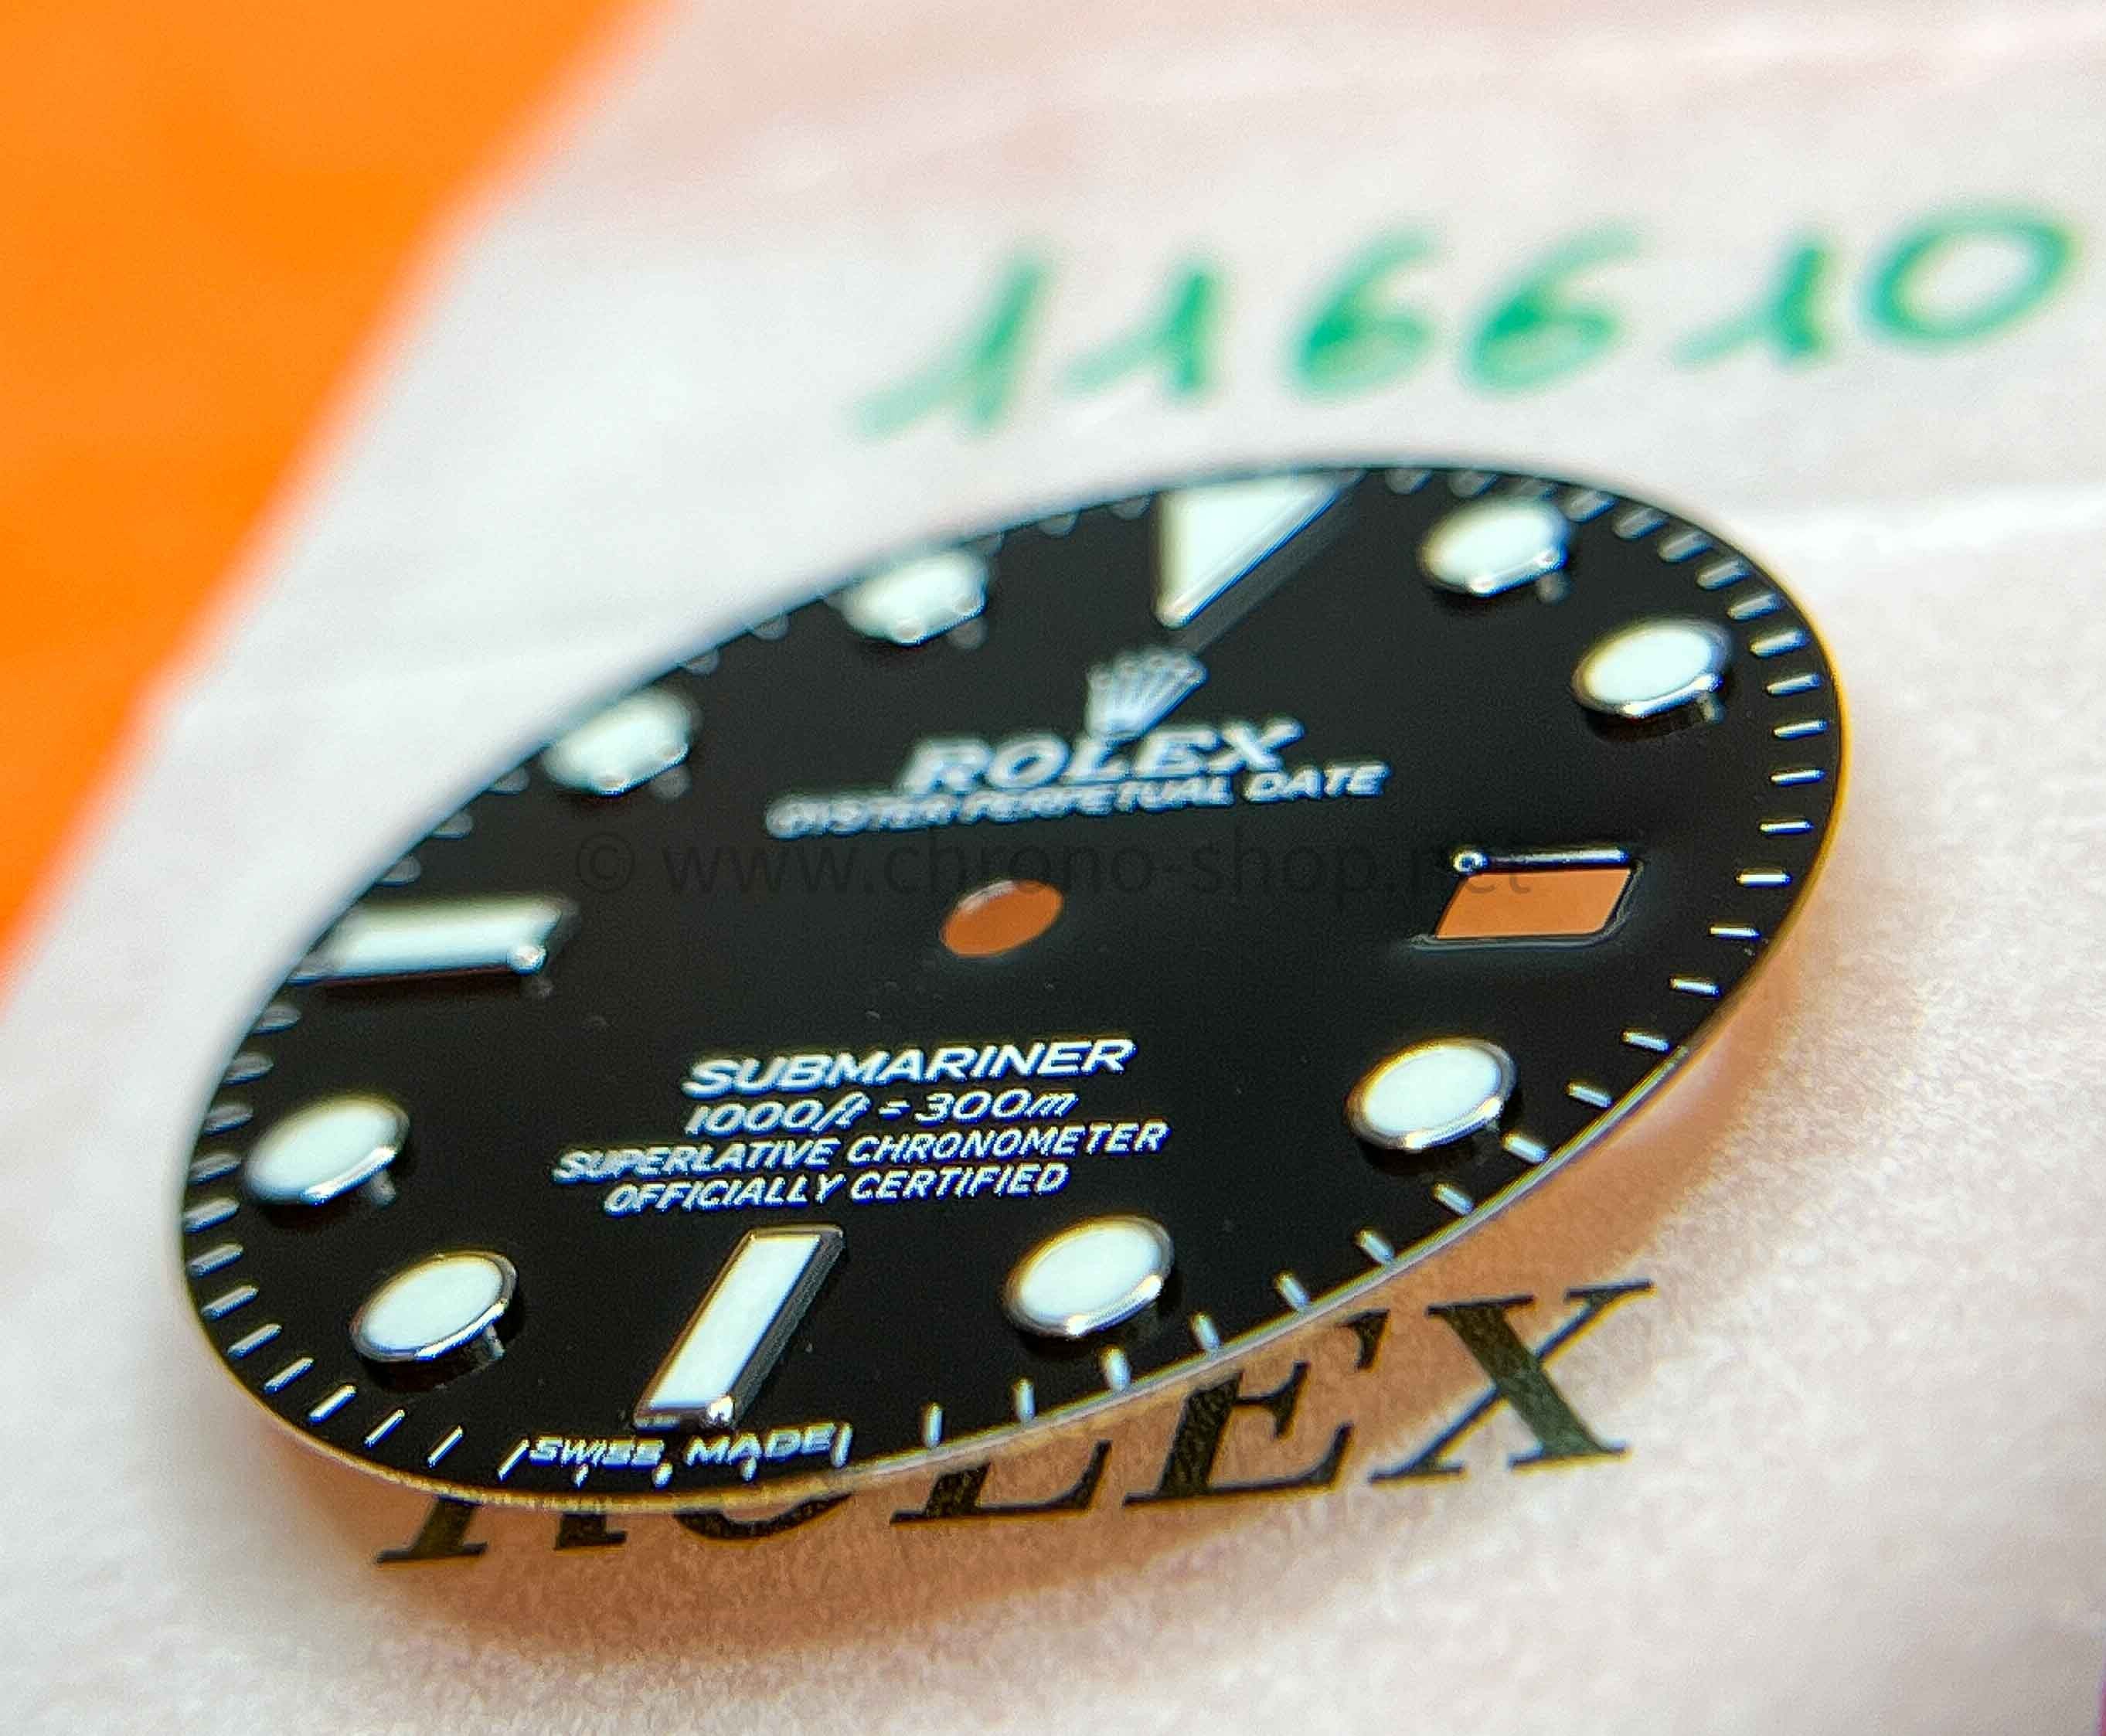 116610
ROLEX
OYSTER PERPETUAL DATE
© www.chrono-shop.net
SUBMARINER
1000ft = 300m
SUPERLATIVE CHRONOMETER
OFFICIALLY CERTIFIED
SWISS MADE
ROLEX